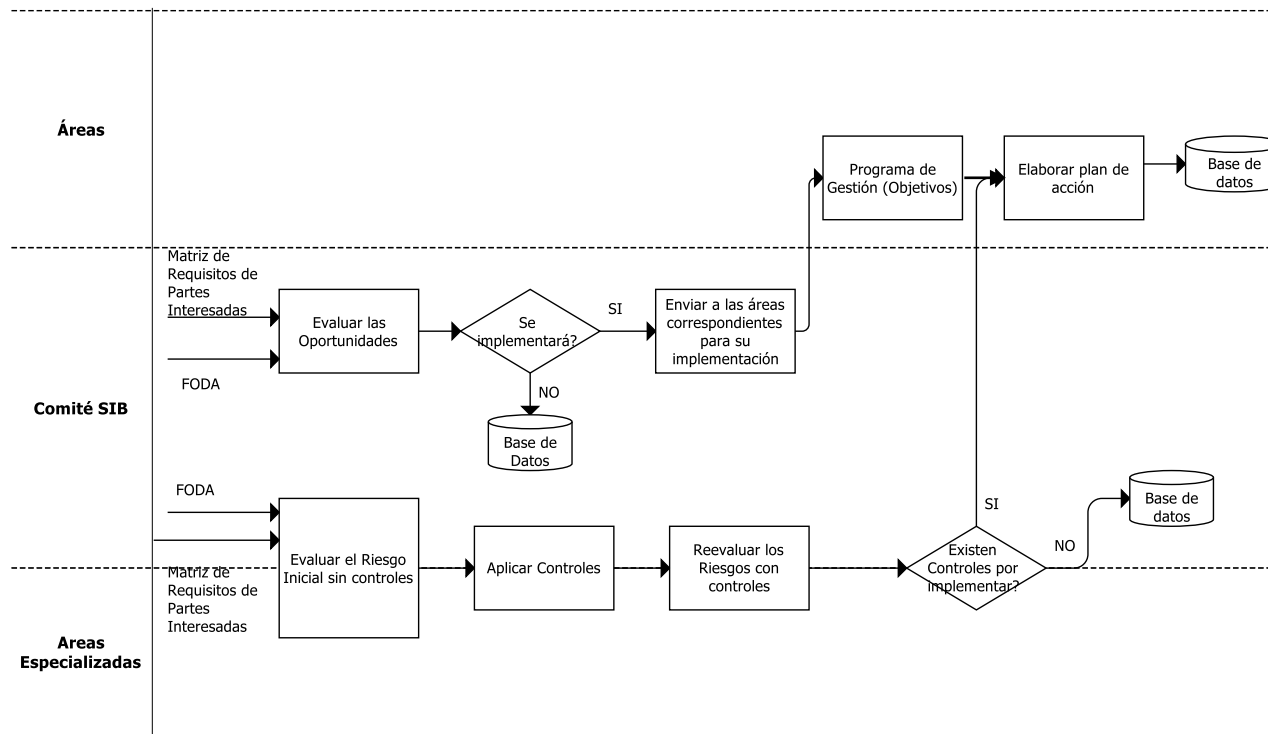 Áreas
Programa de
Gestión (Objetivos)
Elaborar plan de
acción
Base de
datos
Matriz de
Requisitos de
Partes
Interesadas
FODA
Comité SIB
Evaluar las
Oportunidades
Se
implementará?
SI
NO
Base de
Datos
Enviar a las áreas
correspondientes
para su
implementación
FODA
Matriz de
Requisitos de
Partes
Interesadas
Evaluar el Riesgo
Inicial sin controles
Aplicar Controles
Reevaluar los
Riesgos con
controles
Existen
Controles por
implementar?
SI
NO
Base de
datos
Areas
Especializadas